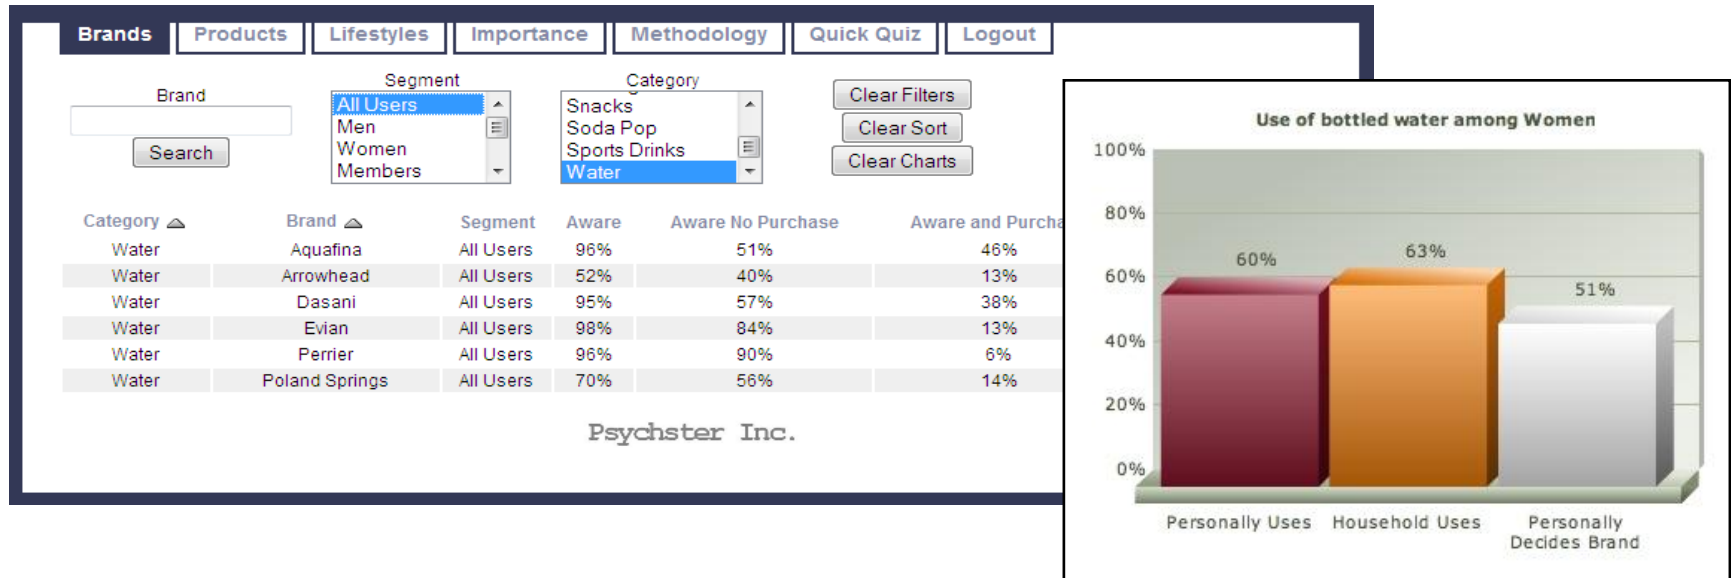 Brands Products Lifestyles Importance Methodology Quick Quiz Logout
Brand
Search
Segment
All Users
Men
Women
Members
Category
Snacks
Soda Pop
Sports Drinks
Water
Clear Filters
Clear Sort
Clear Charts
Category Brand Segment Aware Aware No Purchase Aware and Purcha
Water Aquafina All Users 96% 51% 46%
Water Arrowhead All Users 52% 40% 13%
Water Dasani All Users 95% 57% 38%
Water Evian All Users 98% 84% 13%
Water Perrier All Users 96% 90% 6%
Water Poland Springs All Users 70% 56% 14%
Psychster Inc.
Use of bottled water among Women
100%
80%
60%
40%
20%
0%
60%
63%
51%
Personally Uses Household Uses Personally
Decides Brand